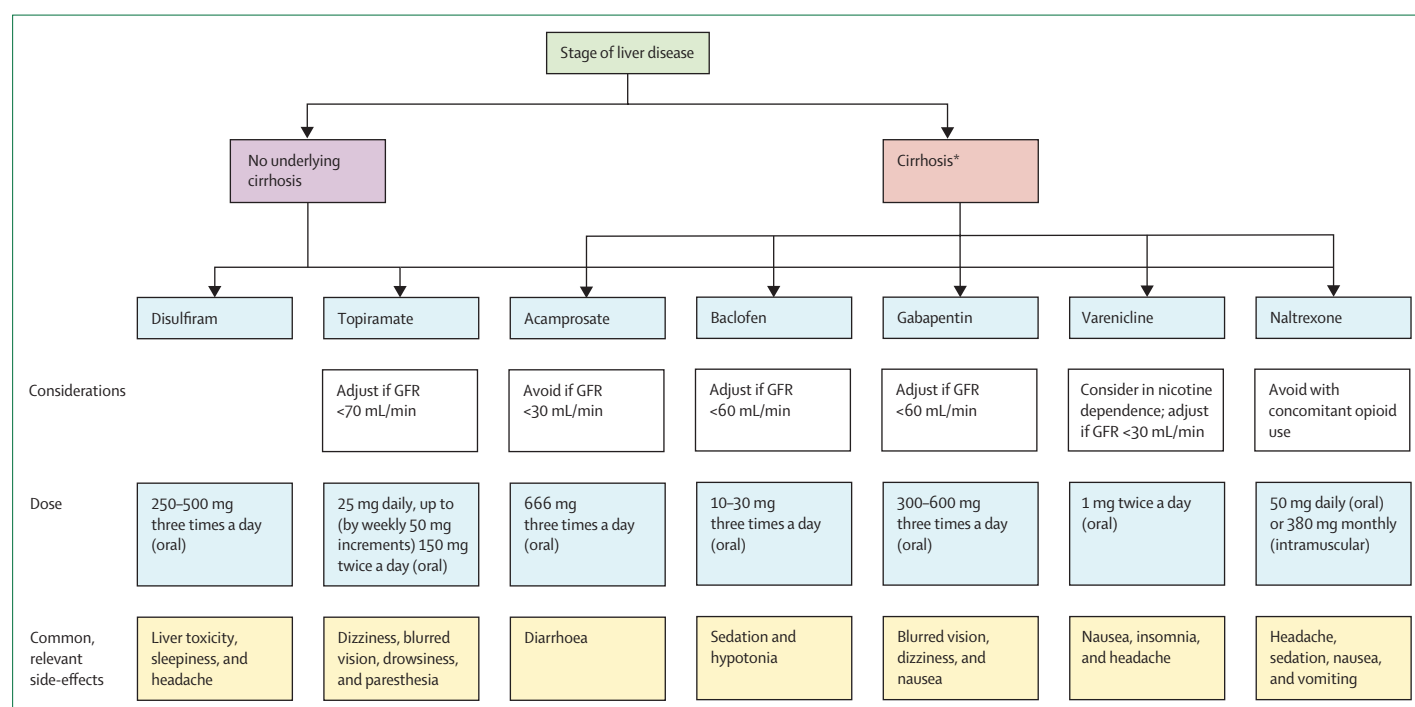 Stage of liver disease
No underlying
cirrhosis
Cirrhosis*
Disulfiram
Topiramate
Acamprosate
Baclofen
Gabapentin
Varenicline
Naltrexone
Considerations
Adjust if GFR
<70 mL/min
Avoid if GFR
<30 mL/min
Adjust if GFR
<60 mL/min
Adjust if GFR
<60 mL/min
Consider in nicotine
dependence; adjust
if GFR <30 mL/min
Avoid with
concomitant opioid
use
Dose
250–500 mg
three times a day
(oral)
25 mg daily, up to
(by weekly 50 mg
increments) 150 mg
twice a day (oral)
666 mg
three times a day
(oral)
10–30 mg
three times a day
(oral)
300–600 mg
three times a day
(oral)
1 mg twice a day
(oral)
50 mg daily (oral)
or 380 mg monthly
(intramuscular)
Common,
relevant
side-effects
Liver toxicity,
sleepiness, and
headache
Dizziness, blurred
vision, drowsiness,
and paresthesia
Diarrhoea
Sedation and
hypotonia
Blurred vision,
dizziness, and
nausea
Nausea, insomnia,
and headache
Headache,
sedation, nausea,
and vomiting